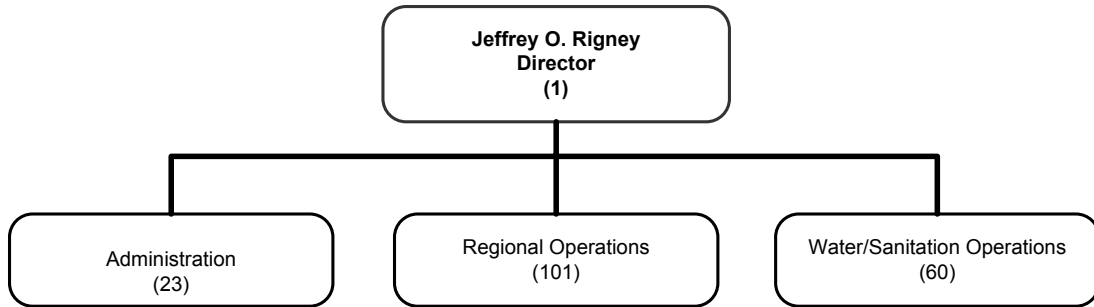 Jeffrey O. Rigney
Director
(1)
Administration
(23)
Regional Operations
(101)
Water/Sanitation Operations
(60)